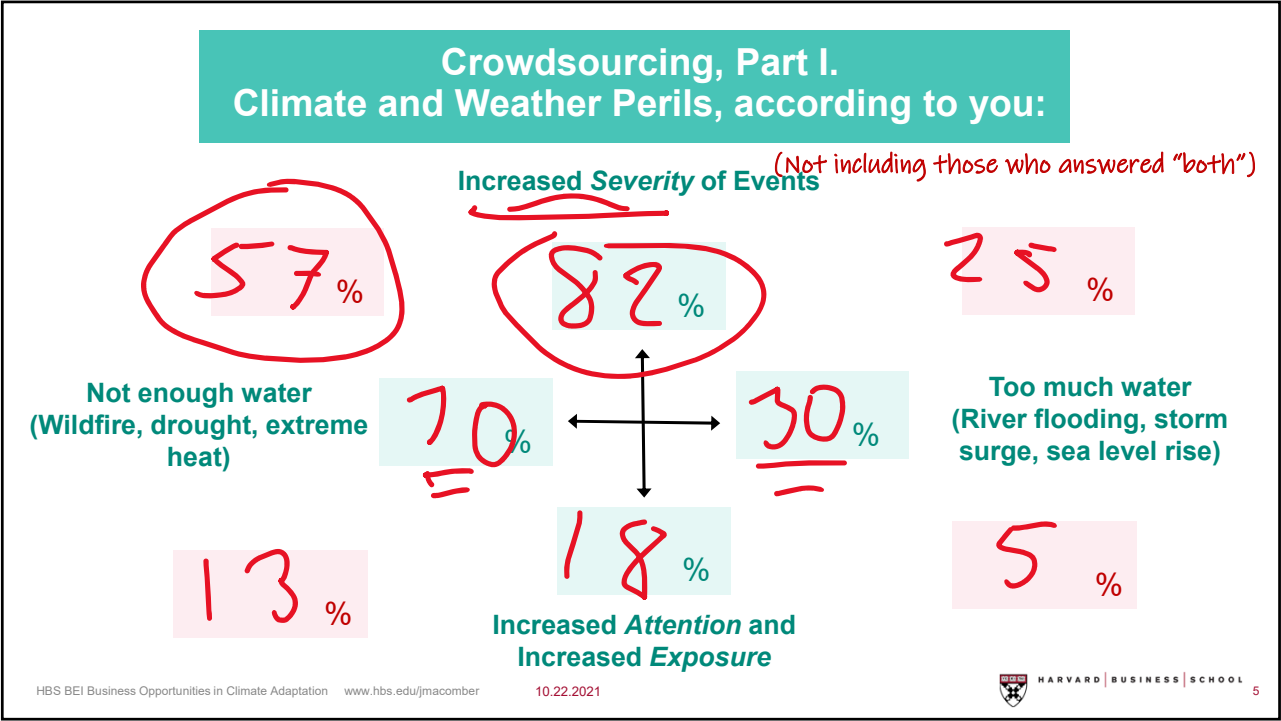 Crowdsourcing, Part I.
Climate and Weather Perils, according to you:
(Not including those who answered "both")
Increased Severity of Events
57 %
82 %
25 %
Not enough water
(Wildfire, drought, extreme
heat)
70 %
30 %
Too much water
(River flooding, storm
surge, sea level rise)
13 %
18 %
5 %
Increased Attention and
Increased Exposure
HBS BEI Business Opportunities in Climate Adaptation www.hbs.edu/jmacomber 10.22.2021
HARVARD | BUSINESS | SCHOOL
5